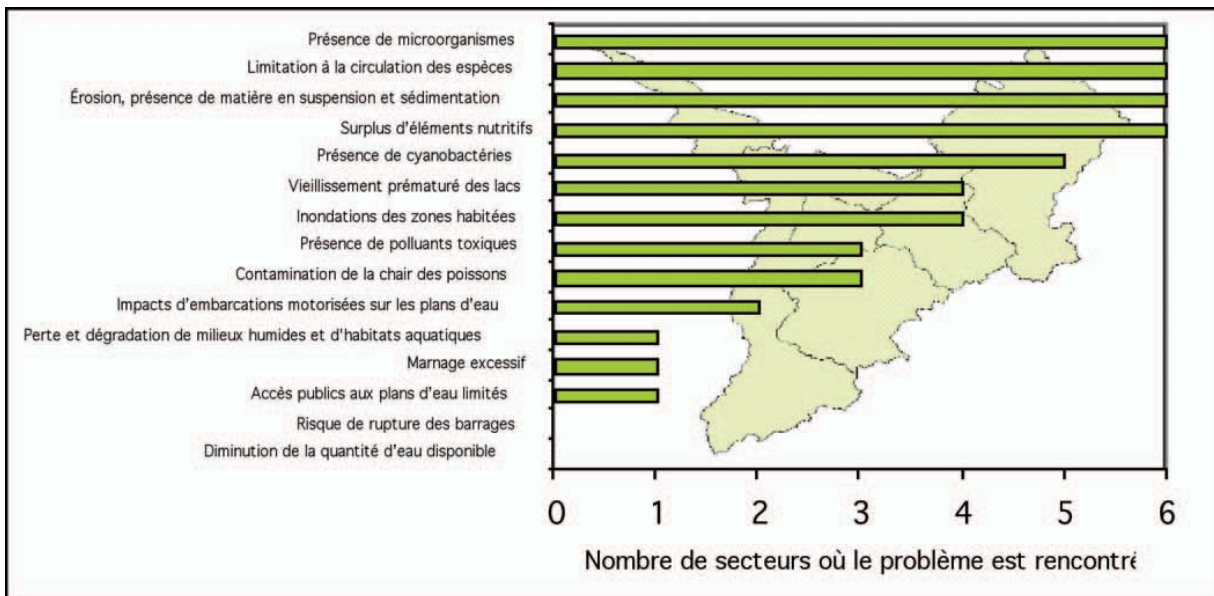 Présence de microorganismes
Limitation à la circulation des espèces
Érosion, présence de matière en suspension et sédimentation
Surplus d'éléments nutritifs
Présence de cyanobactéries
Vieillissement prématuré des lacs
Inondations des zones habitées
Présence de polluants toxiques
Contamination de la chair des poissons
Impacts d'embarcations motorisées sur les plans d'eau
Perte et dégradation de milieux humides et d'habitats aquatiques
Marnage excessif
Accès publics aux plans d'eau limités
Risque de rupture des barrages
Diminution de la quantité d'eau disponible
0 1 2 3 4 5 6
Nombre de secteurs où le problème est rencontré